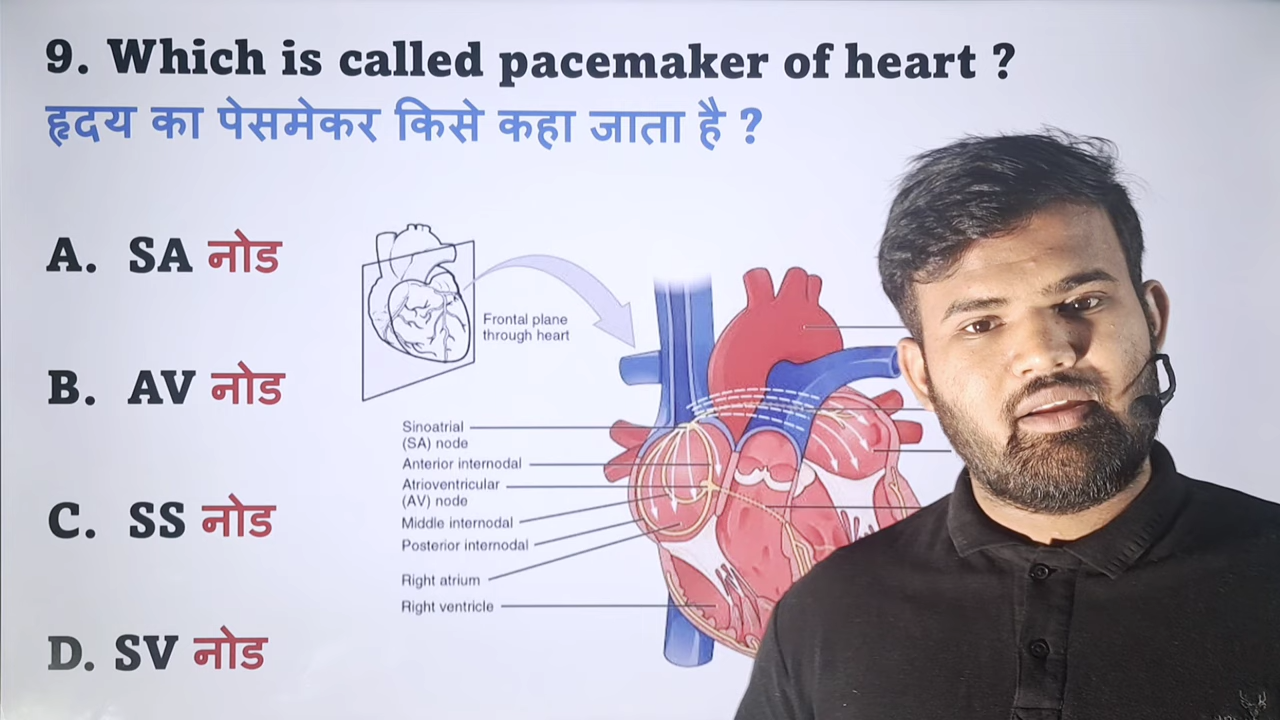 9. Which is called pacemaker of heart ?
हृदय का पेसमेकर किसे कहा जाता है ?
A. SA नोड
B. AV नोड
C. SS नोड
D. SV नोड
Frontal plane
through heart
Sinoatrial
(SA) node
Anterior internodal
Atrioventricular
(AV) node
Middle internodal
Posterior internodal
Right atrium
Right ventricle